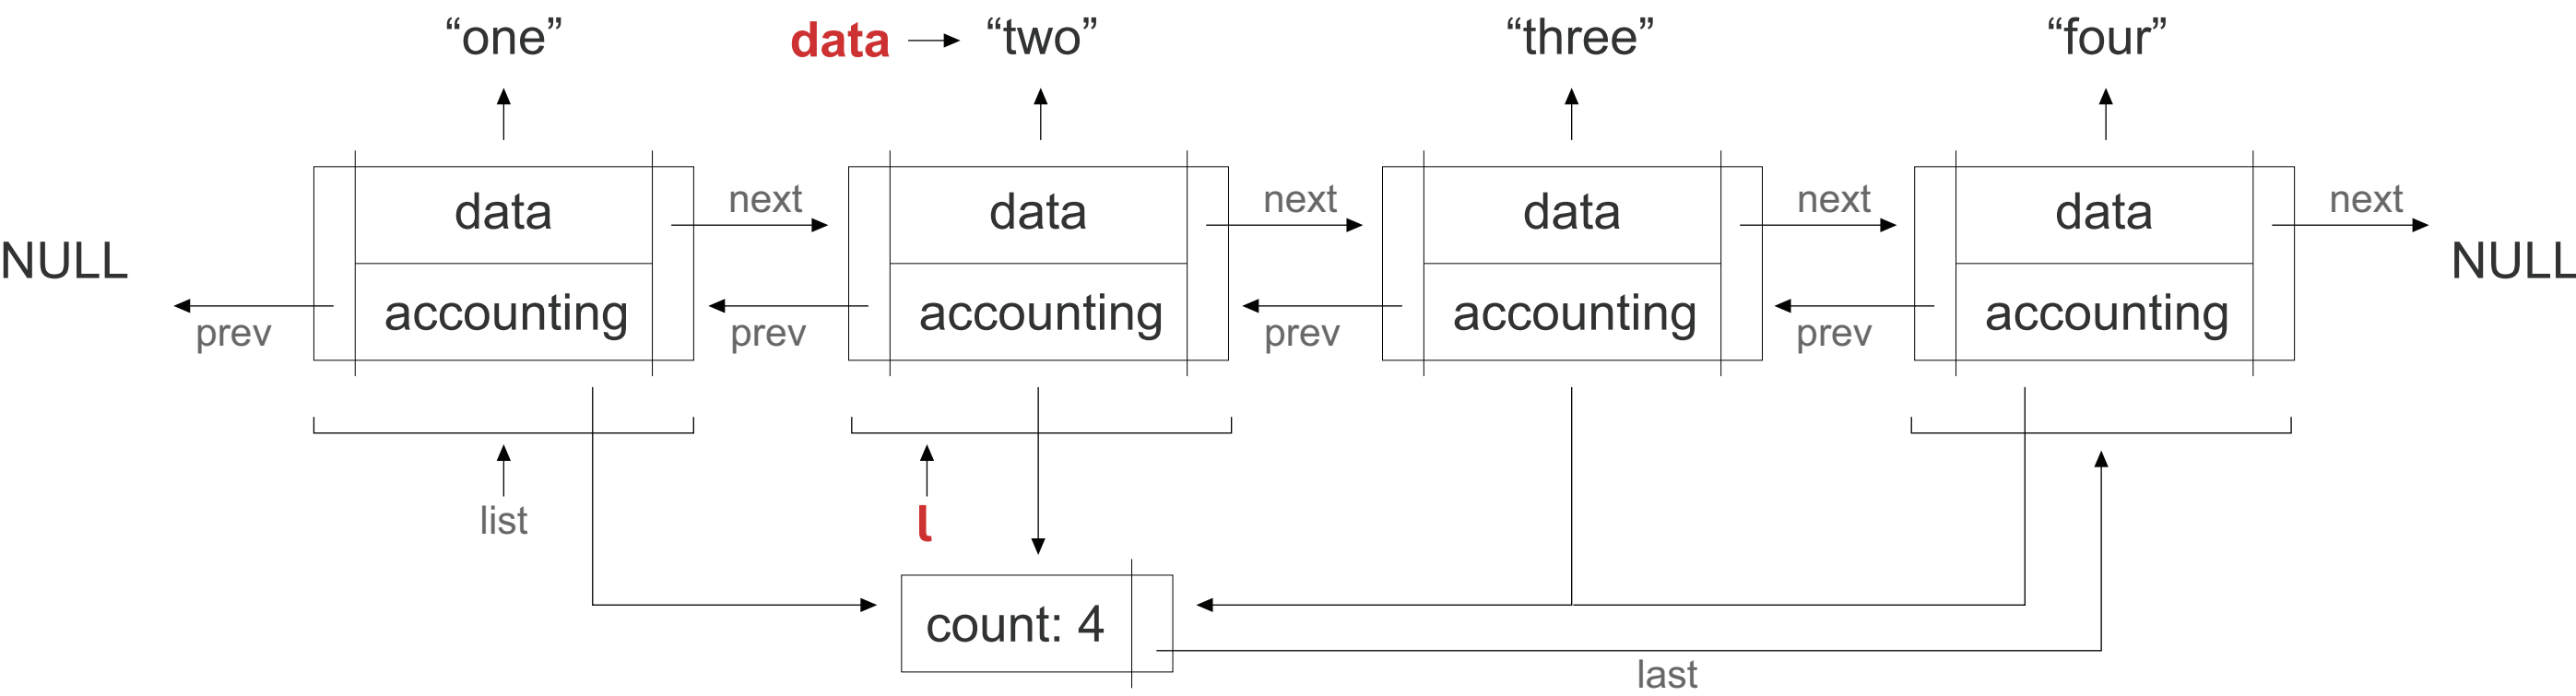 “one” data “two” “three” “four”
data next data next data next data next
NULL NULL
prev accounting prev accounting prev accounting prev accounting
list l
count: 4
last